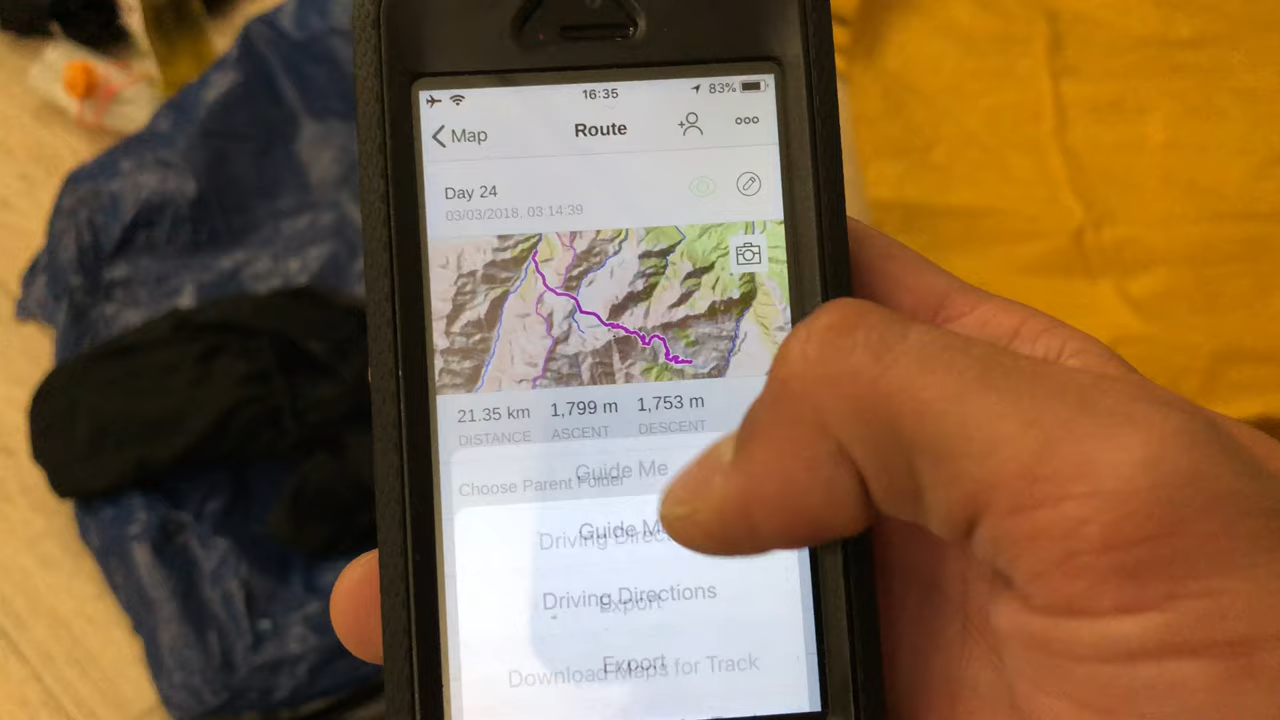 16:35
83%
Map
Route
Day 24
03/03/2018, 03:14:39
21.35 km 1,799 m 1,753 m
DISTANCE ASCENT DESCENT
Guide Me
Choose Parent Folder
Guide M
Driving Direc
Driving Directions
Export
Export
Download Maps for Track